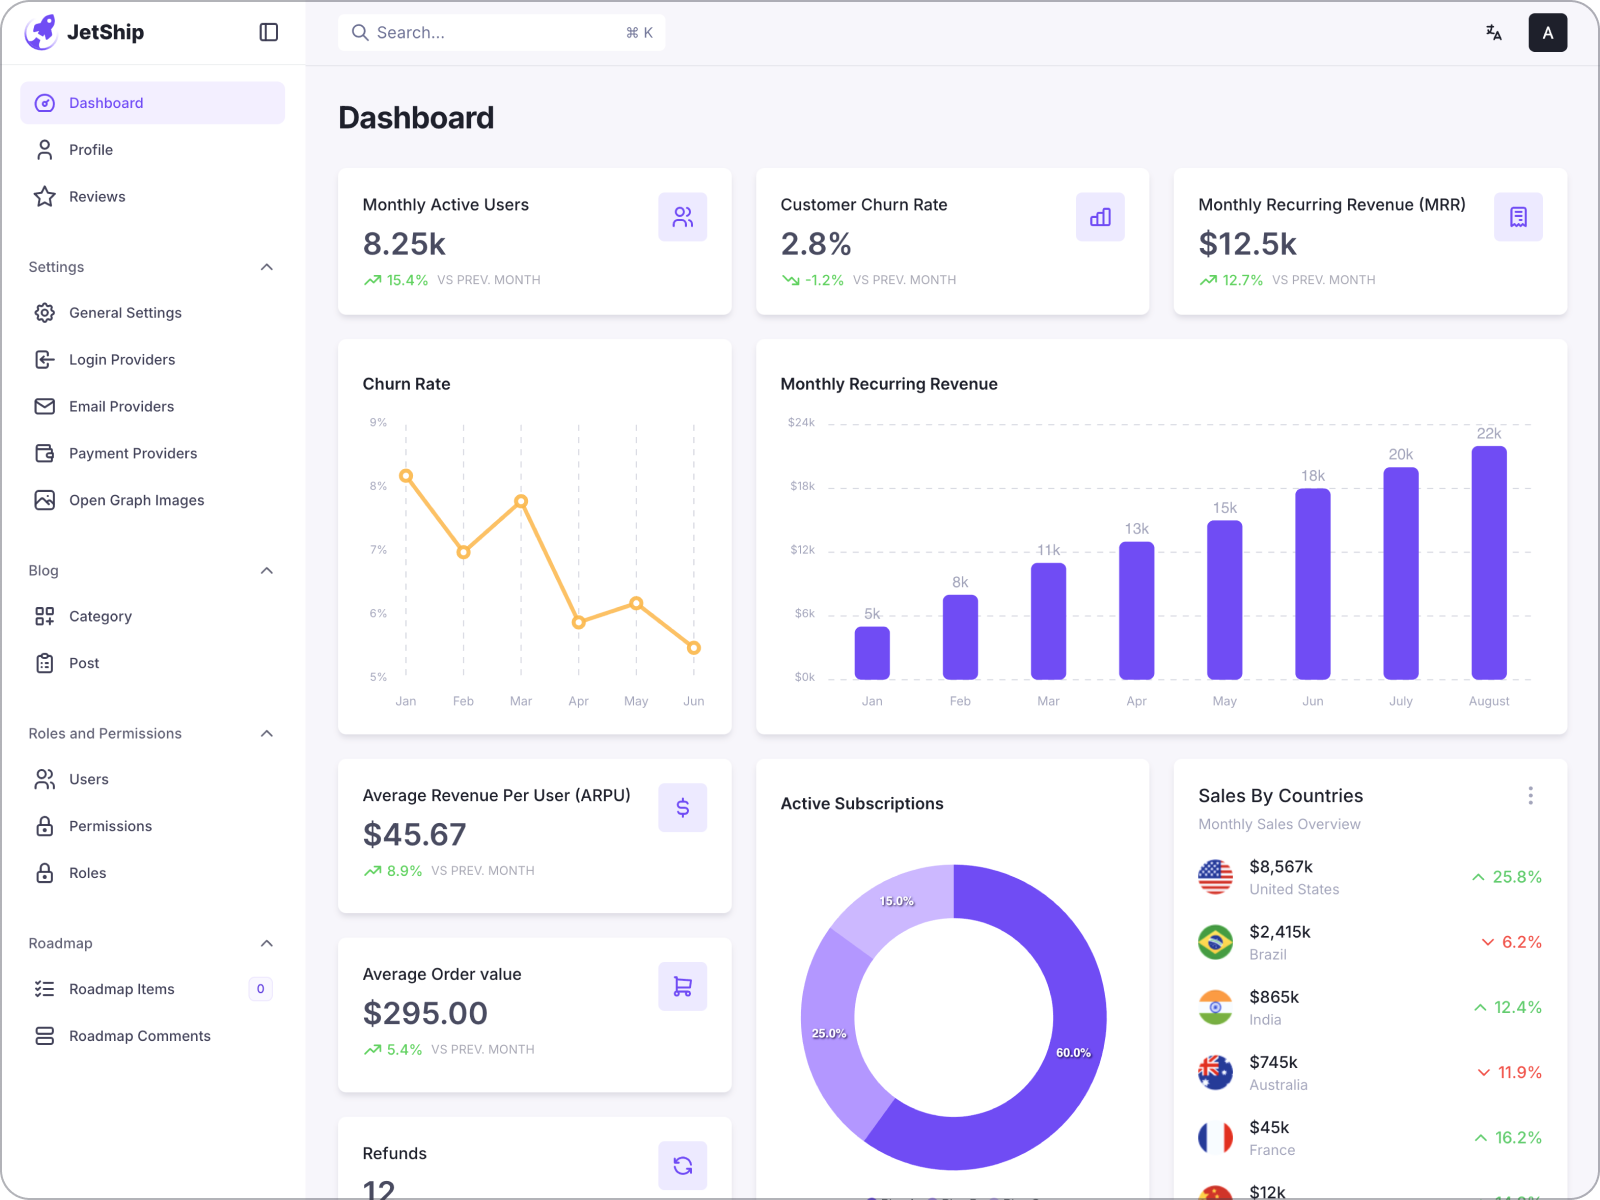 JetShip
Search...
⌘ K
A
Dashboard
Profile
Reviews
Settings
General Settings
Login Providers
Email Providers
Payment Providers
Open Graph Images
Blog
Category
Post
Roles and Permissions
Users
Permissions
Roles
Roadmap
Roadmap Items
0
Roadmap Comments
Dashboard
Monthly Active Users
8.25k
15.4% VS PREV. MONTH
Customer Churn Rate
2.8%
-1.2% VS PREV. MONTH
Monthly Recurring Revenue (MRR)
$12.5k
12.7% VS PREV. MONTH
Churn Rate
9%
8%
7%
6%
5%
Jan Feb Mar Apr May Jun
Monthly Recurring Revenue
$24k
$18k
$12k
$6k
$0k
5k
8k
11k
13k
15k
18k
20k
22k
Jan Feb Mar Apr May Jun July August
Average Revenue Per User (ARPU)
$45.67
8.9% VS PREV. MONTH
Average Order value
$295.00
5.4% VS PREV. MONTH
Refunds
12
Active Subscriptions
15.0%
25.0%
60.0%
Sales By Countries
Monthly Sales Overview
$8,567k
United States
25.8%
$2,415k
Brazil
6.2%
$865k
India
12.4%
$745k
Australia
11.9%
$45k
France
16.2%
$12k